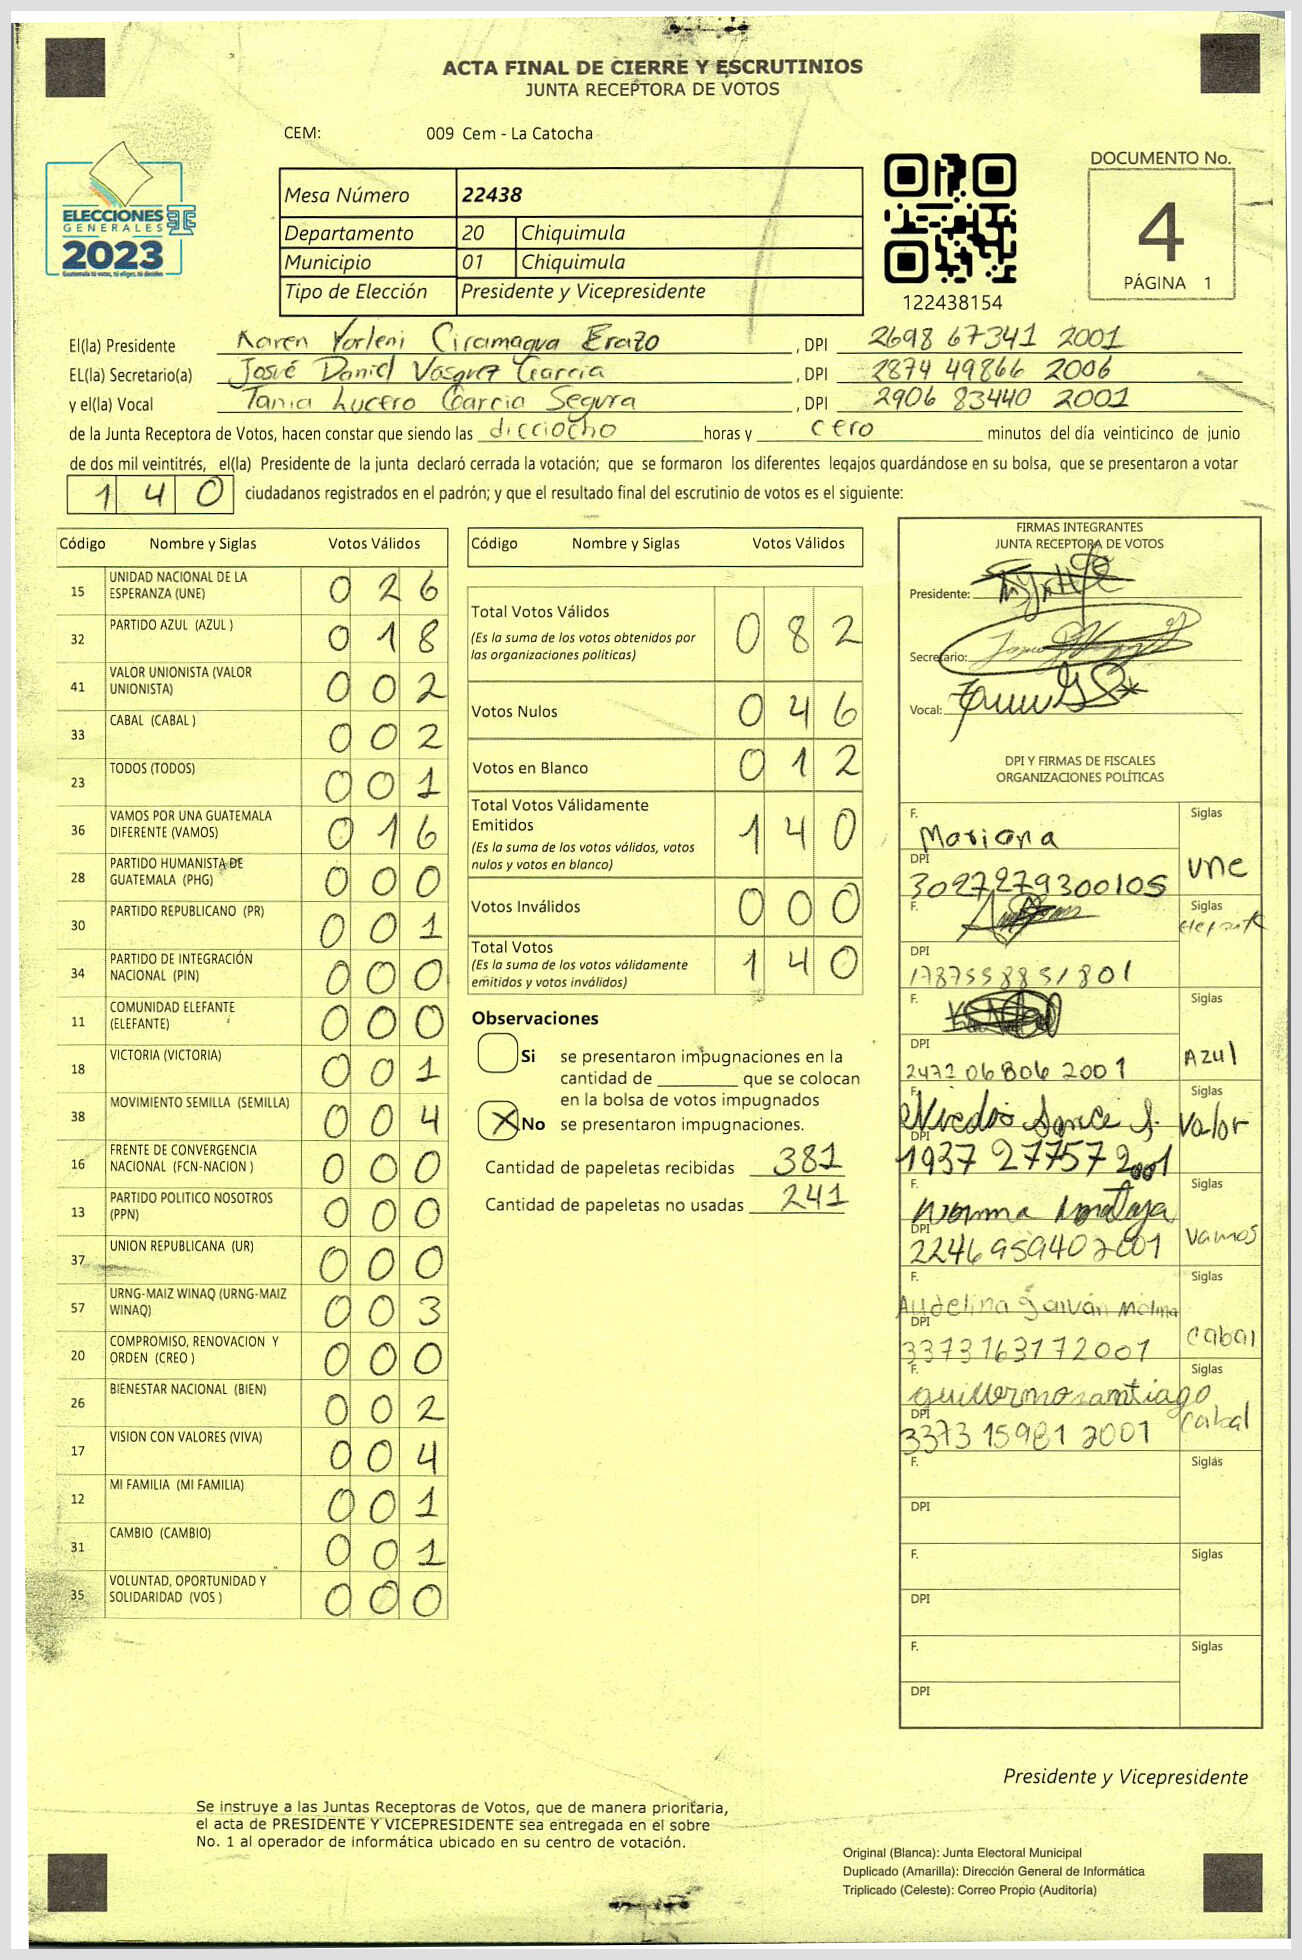 ACTA FINAL DE CIERRE Y ESCRUTINIOS
JUNTA RECEPTORA DE VOTOS
CEM: 009 Cem - La Catocha
ELECCIONES
GENERALES
2023
Guatemala tú votas, tú eliges, tú decides
Mesa Número 22438
Departamento 20 Chiquimula
Municipio 01 Chiquimula
Tipo de Elección Presidente y Vicepresidente
122438154
DOCUMENTO No.
4
PÁGINA 1
El(la) Presidente Karen Yorleni Ciramagua Erazo , DPI 2698 67341 2001
EL(la) Secretario(a) Josué Daniel Vásquez García , DPI 2874 49866 2006
y el(la) Vocal Tania Lucero Garcia Segura , DPI 2906 83440 2001
de la Junta Receptora de Votos, hacen constar que siendo las dieciocho horas y cero minutos del día veinticinco de junio
de dos mil veintitrés, el(la) Presidente de la junta declaró cerrada la votación; que se formaron los diferentes legajos guardándose en su bolsa, que se presentaron a votar
1 4 0 ciudadanos registrados en el padrón; y que el resultado final del escrutinio de votos es el siguiente:
Código Nombre y Siglas Votos Válidos
15 UNIDAD NACIONAL DE LA ESPERANZA (UNE) 0 2 6
32 PARTIDO AZUL (AZUL ) 0 1 8
41 VALOR UNIONISTA (VALOR UNIONISTA) 0 0 2
33 CABAL (CABAL ) 0 0 2
23 TODOS (TODOS) 0 0 1
36 VAMOS POR UNA GUATEMALA DIFERENTE (VAMOS) 0 1 6
28 PARTIDO HUMANISTA DE GUATEMALA (PHG) 0 0 0
30 PARTIDO REPUBLICANO (PR) 0 0 1
34 PARTIDO DE INTEGRACIÓN NACIONAL (PIN) 0 0 0
11 COMUNIDAD ELEFANTE (ELEFANTE) 0 0 0
18 VICTORIA (VICTORIA) 0 0 1
38 MOVIMIENTO SEMILLA (SEMILLA) 0 0 4
16 FRENTE DE CONVERGENCIA NACIONAL (FCN-NACION ) 0 0 0
13 PARTIDO POLITICO NOSOTROS (PPN) 0 0 0
37 UNION REPUBLICANA (UR) 0 0 0
57 URNG-MAIZ WINAQ (URNG-MAIZ WINAQ) 0 0 3
20 COMPROMISO, RENOVACION Y ORDEN (CREO ) 0 0 0
26 BIENESTAR NACIONAL (BIEN) 0 0 2
17 VISION CON VALORES (VIVA) 0 0 4
12 MI FAMILIA (MI FAMILIA) 0 0 1
31 CAMBIO (CAMBIO) 0 0 1
35 VOLUNTAD, OPORTUNIDAD Y SOLIDARIDAD (VOS ) 0 0 0
Código Nombre y Siglas Votos Válidos
Total Votos Válidos 0 8 2
(Es la suma de los votos obtenidos por
las organizaciones politicas)
Votos Nulos 0 4 6
Votos en Blanco 0 1 2
Total Votos Válidamente
Emitidos 1 4 0
(Es la suma de los votos válidos, votos
nulos y votos en blanco)
Votos Inválidos 0 0 0
Total Votos 1 4 0
(Es la suma de los votos válidamente
emitidos y votos inválidos)
Observaciones
Si se presentaron impugnaciones en la
cantidad de ________ que se colocan
en la bolsa de votos impugnados
X No se presentaron impugnaciones.
Cantidad de papeletas recibidas 381
Cantidad de papeletas no usadas 241
FIRMAS INTEGRANTES
JUNTA RECEPTORA DE VOTOS
Presidente:
Secretario:
Vocal:
DPI Y FIRMAS DE FISCALES
ORGANIZACIONES POLÍTICAS
F. Mariana Siglas
DPI 3027279300105 une
F. Siglas elefante
DPI 1787558851801
F. Siglas
DPI 2472 06806 2001 Azul
F. Siglas Valor
DPI 1937 27757 2001
F. Norma Siglas
DPI 2246959402001 Vamos
F. Audelina Galván Molina Siglas
DPI 3373163172001 Cabal
F. guillermo santiago Siglas
DPI 3373 15981 2001 Cabal
F. Siglas
DPI
F. Siglas
DPI
F. Siglas
DPI
Presidente y Vicepresidente
Se instruye a las Juntas Receptoras de Votos, que de manera prioritaria,
el acta de PRESIDENTE Y VICEPRESIDENTE sea entregada en el sobre
No. 1 al operador de informática ubicado en su centro de votación.
Original (Blanca): Junta Electoral Municipal
Duplicado (Amarilla): Dirección General de Informática
Triplicado (Celeste): Correo Propio (Auditoría)